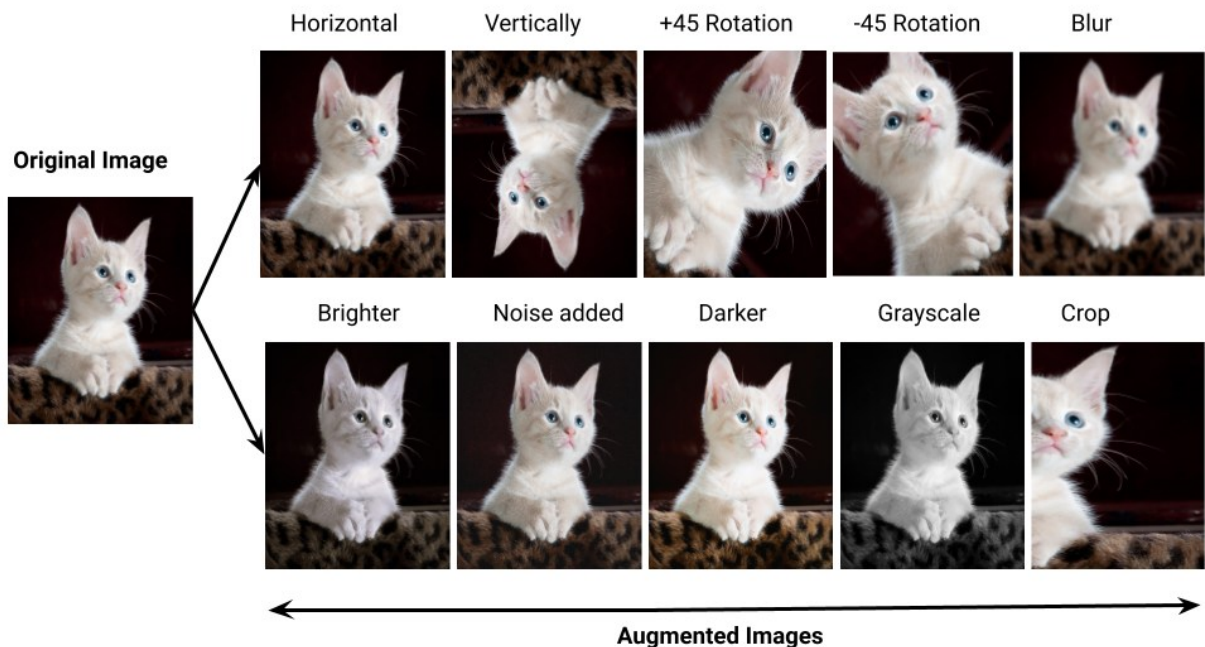 Horizontal
Vertically
+45 Rotation
-45 Rotation
Blur
Original Image
Brighter
Noise added
Darker
Grayscale
Crop
Augmented Images